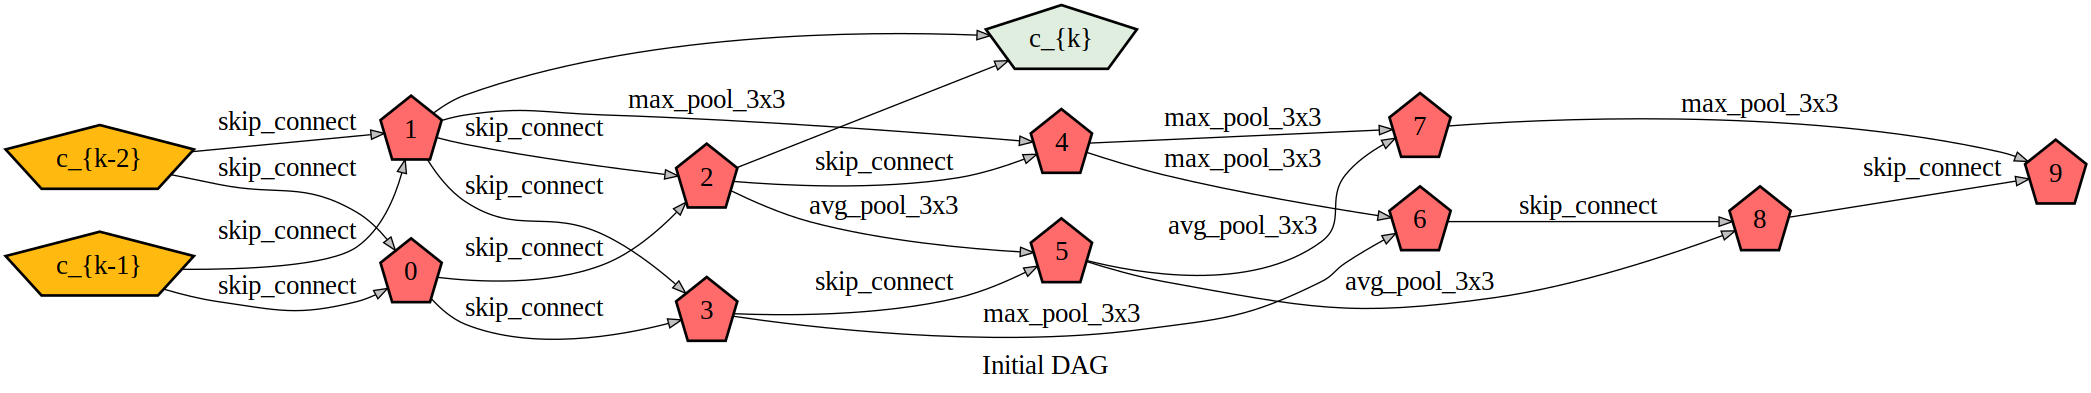 c_{k}
max_pool_3x3
skip_connect
max_pool_3x3
max_pool_3x3
7
c_{k-2}
skip_connect
1
skip_connect
4
max_pool_3x3
skip_connect
2
skip_connect
skip_connect
9
skip_connect
avg_pool_3x3
skip_connect
8
c_{k-1}
skip_connect
0
skip_connect
5
avg_pool_3x3
6
skip_connect
skip_connect
3
skip_connect
max_pool_3x3
avg_pool_3x3
Initial DAG